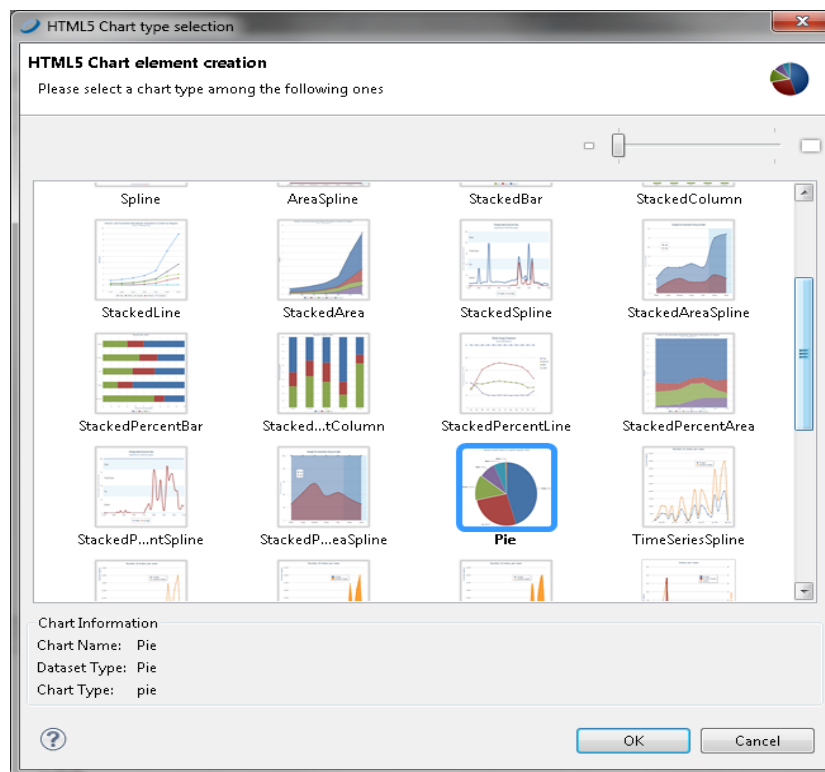 HTML5 Chart type selection
HTML5 Chart element creation
Please select a chart type among the following ones
Spline AreaSpline StackedBar StackedColumn
StackedLine StackedArea StackedSpline StackedAreaSpline
StackedPercentBar Stacked...tColumn StackedPercentLine StackedPercentArea
StackedP...ntSpline StackedP...eaSpline Pie TimeSeriesSpline
Chart Information
Chart Name: Pie
Dataset Type: Pie
Chart Type: pie
?
OK Cancel